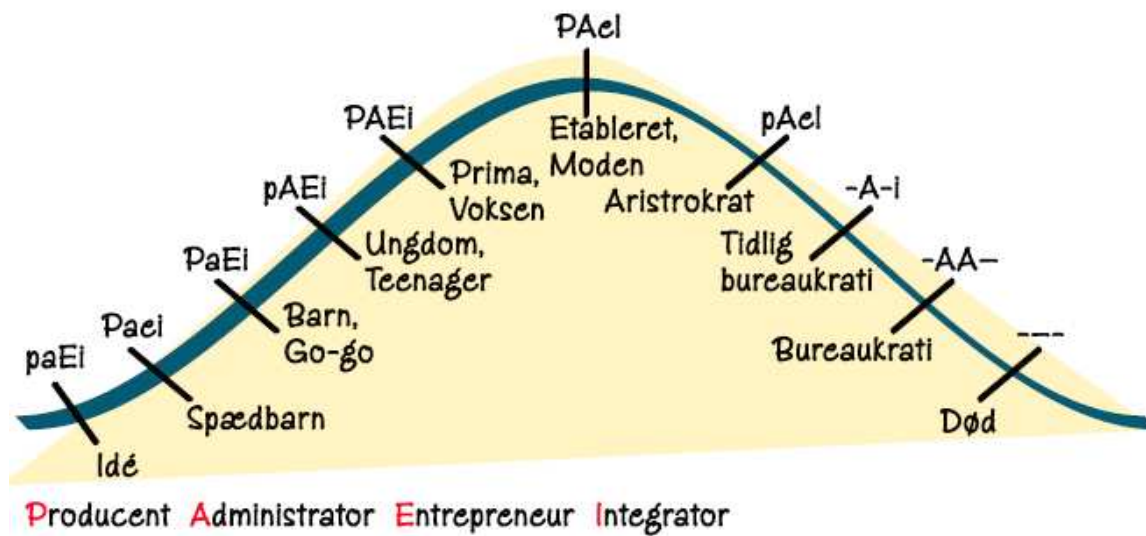 paEi
Idé
Paei
Spædbarn
PaEi
Barn,
Go-go
pAEi
Ungdom,
Teenager
PAEi
Prima,
Voksen
PAeI
Etableret,
Moden
pAeI
Aristrokrat
-A-i
Tidlig
bureaukrati
-AA-
Bureaukrati
----
Død
Producent Administrator Entrepreneur Integrator